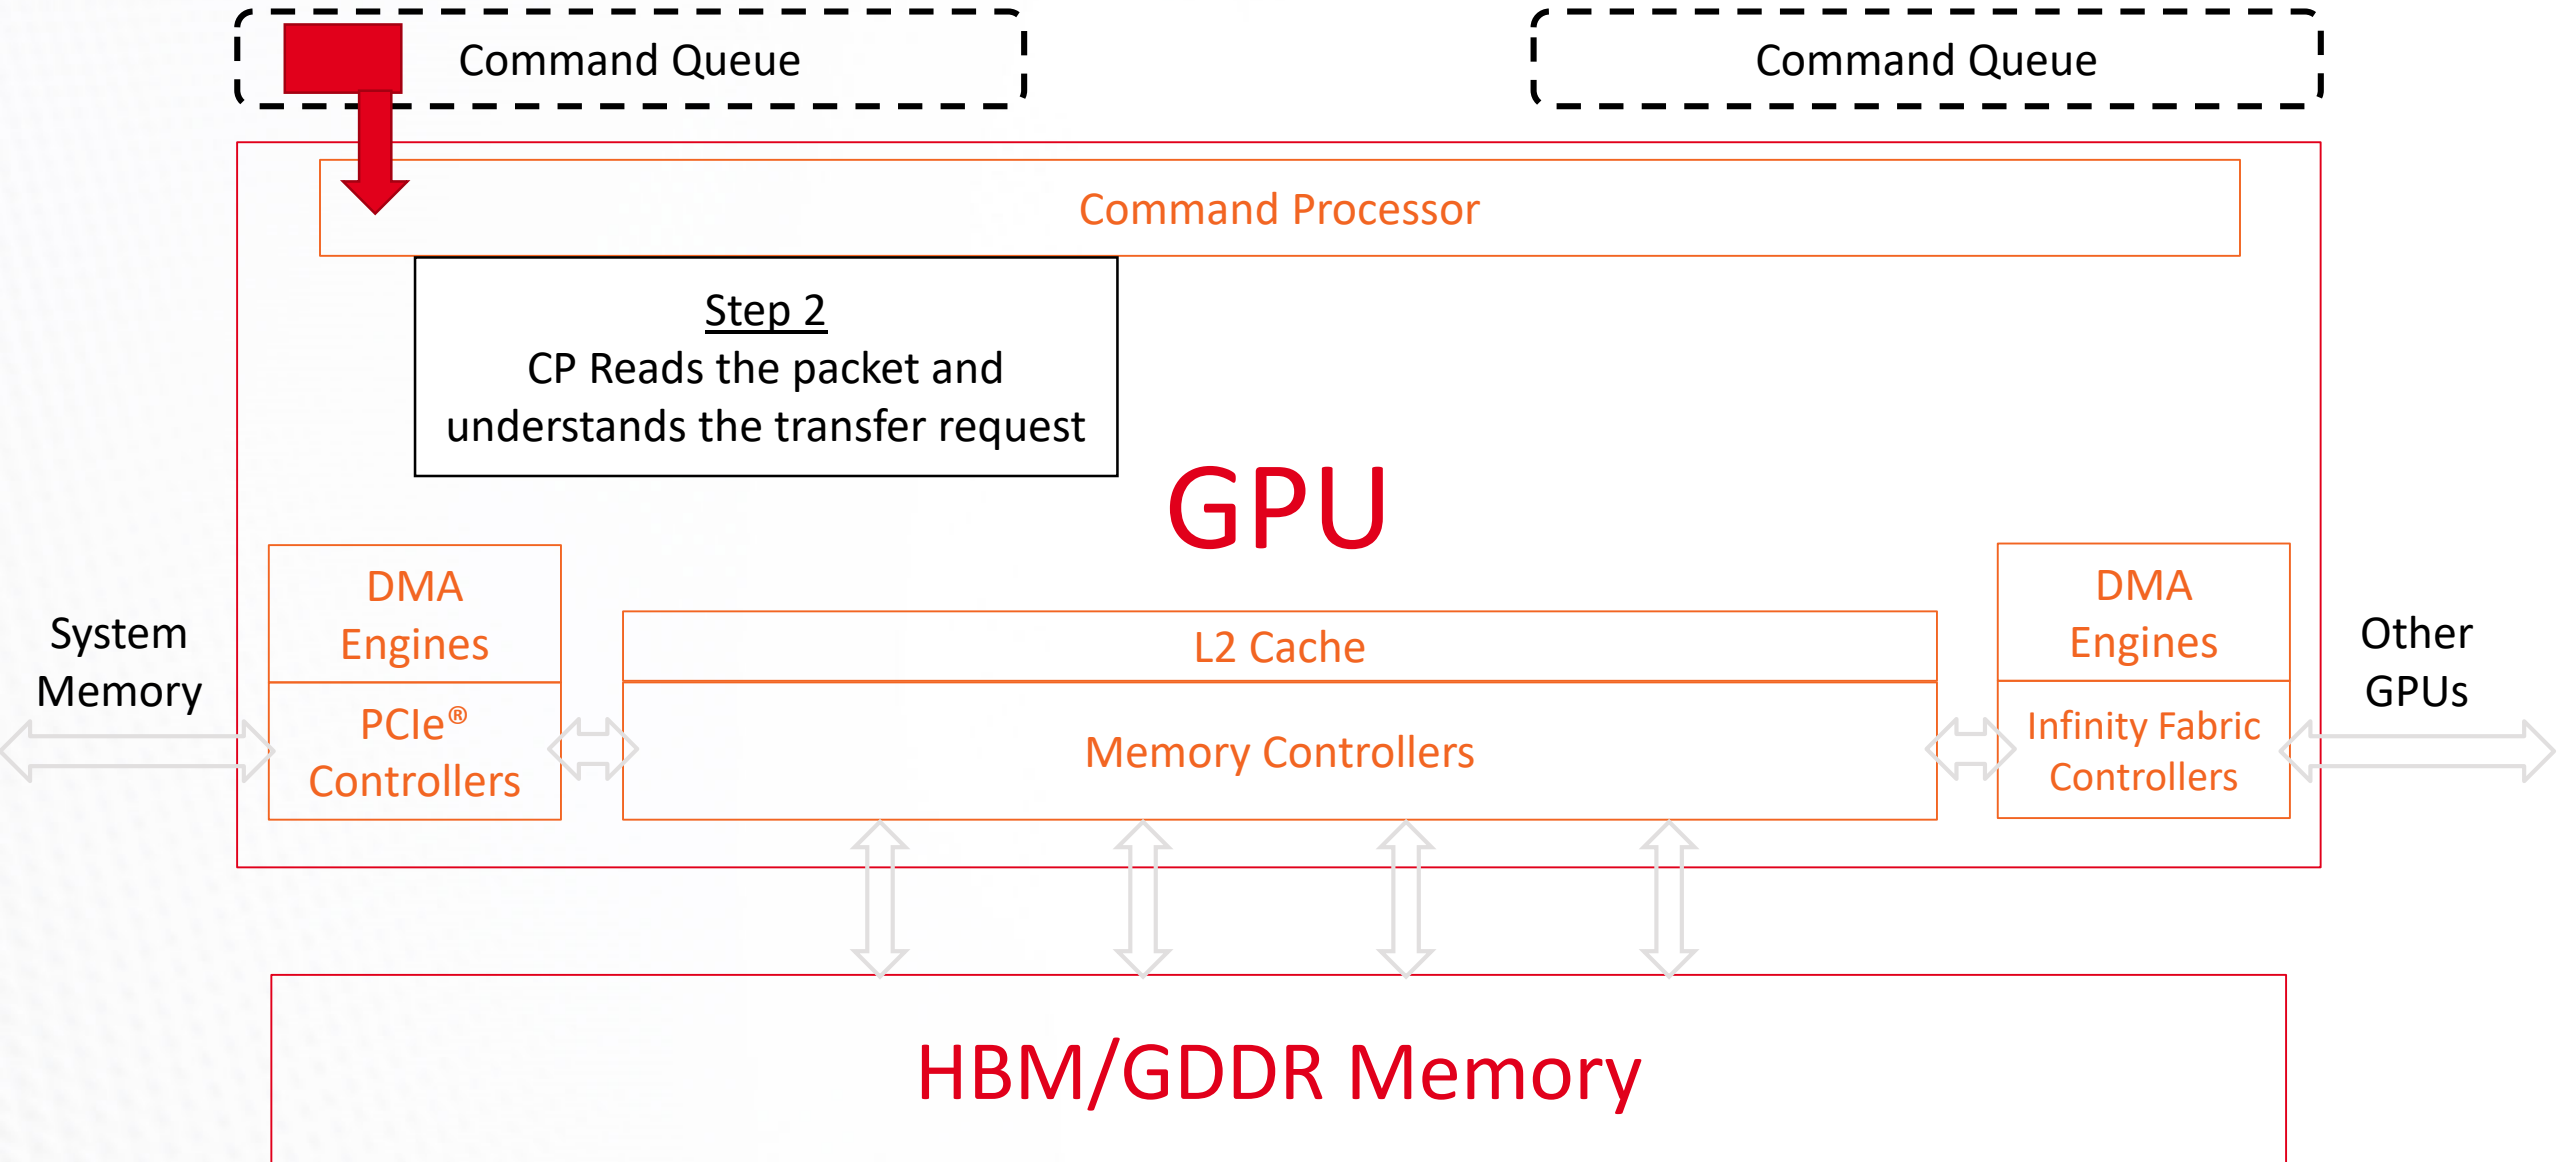 Command Queue
Command Queue
Command Processor
Step 2
CP Reads the packet and
understands the transfer request
GPU
System
Memory
DMA
Engines
PCIe®
Controllers
L2 Cache
Memory Controllers
DMA
Engines
Infinity Fabric
Controllers
Other
GPUs
HBM/GDDR Memory